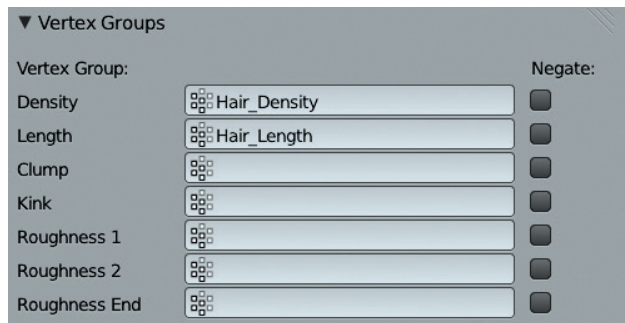 Vertex Groups
Vertex Group: Negate:
Density Hair_Density
Length Hair_Length
Clump
Kink
Roughness 1
Roughness 2
Roughness End